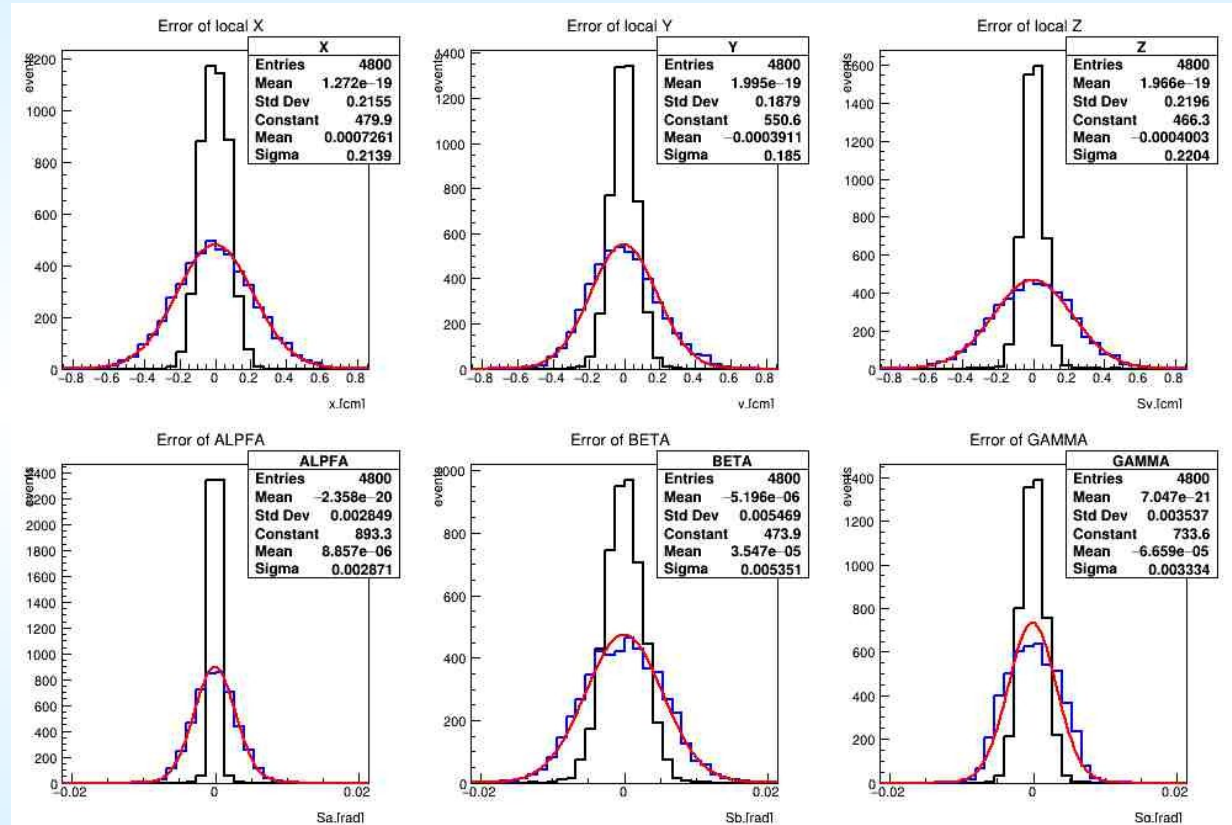 Error of local X
events
X
Entries 4800
Mean 1.272e−19
Std Dev 0.2155
Constant 479.9
Mean 0.0007261
Sigma 0.2139
1200
1000
800
600
400
200
0
−0.8 −0.6 −0.4 −0.2 0 0.2 0.4 0.6 0.8
x,[cm]
Error of local Y
events
Y
Entries 4800
Mean 1.995e−19
Std Dev 0.1879
Constant 550.6
Mean −0.0003911
Sigma 0.185
1400
1200
1000
800
600
400
200
0
−0.8 −0.6 −0.4 −0.2 0 0.2 0.4 0.6 0.8
Error of local Z
events
Z
Entries 4800
Mean 1.966e−19
Std Dev 0.2196
Constant 466.3
Mean −0.0004003
Sigma 0.2204
1600
1400
1200
1000
800
600
400
200
0
−0.8 −0.6 −0.4 −0.2 0 0.2 0.4 0.6 0.8
Error of ALPFA
events
ALPFA
Entries 4800
Mean −2.358e−20
Std Dev 0.002849
Constant 893.3
Mean 8.857e−06
Sigma 0.002871
2400
2200
2000
1800
1600
1400
1200
1000
800
600
400
200
0
−0.02 0 0.02
Sa,[rad]
Error of BETA
events
BETA
Entries 4800
Mean −5.196e−06
Std Dev 0.005469
Constant 473.9
Mean 3.547e−05
Sigma 0.005351
1000
800
600
400
200
0
−0.02 0 0.02
Sb,[rad]
Error of GAMMA
events
GAMMA
Entries 4800
Mean 7.047e−21
Std Dev 0.003537
Constant 733.6
Mean −6.659e−05
Sigma 0.003334
1400
1200
1000
800
600
400
200
0
−0.02 0 0.02